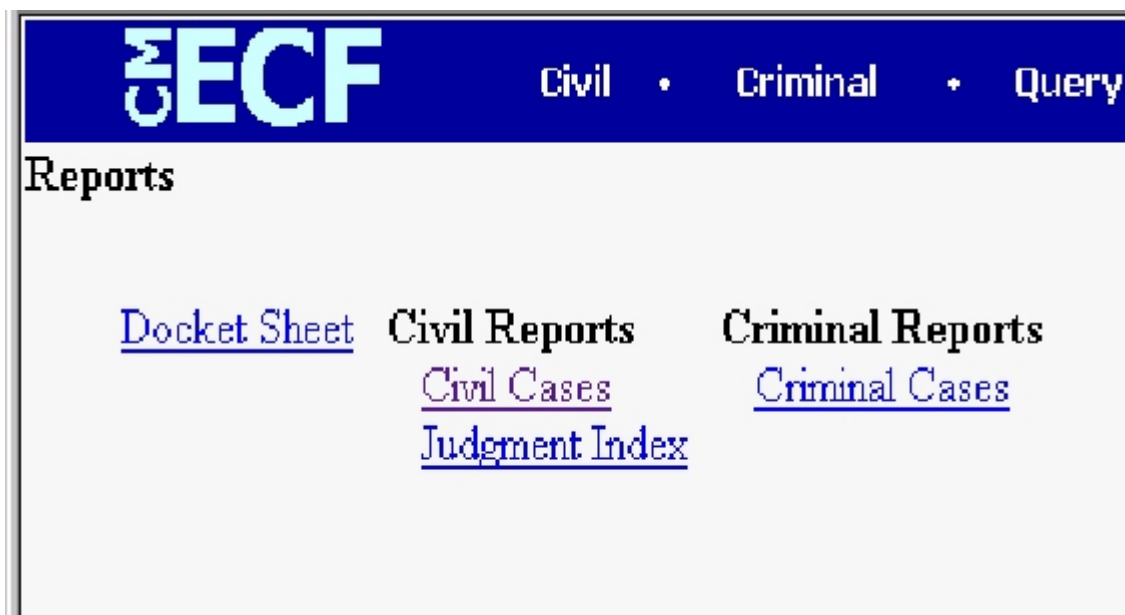 CM ECF Civil • Criminal • Query
Reports
Docket Sheet Civil Reports Criminal Reports
Civil Cases Criminal Cases
Judgment Index